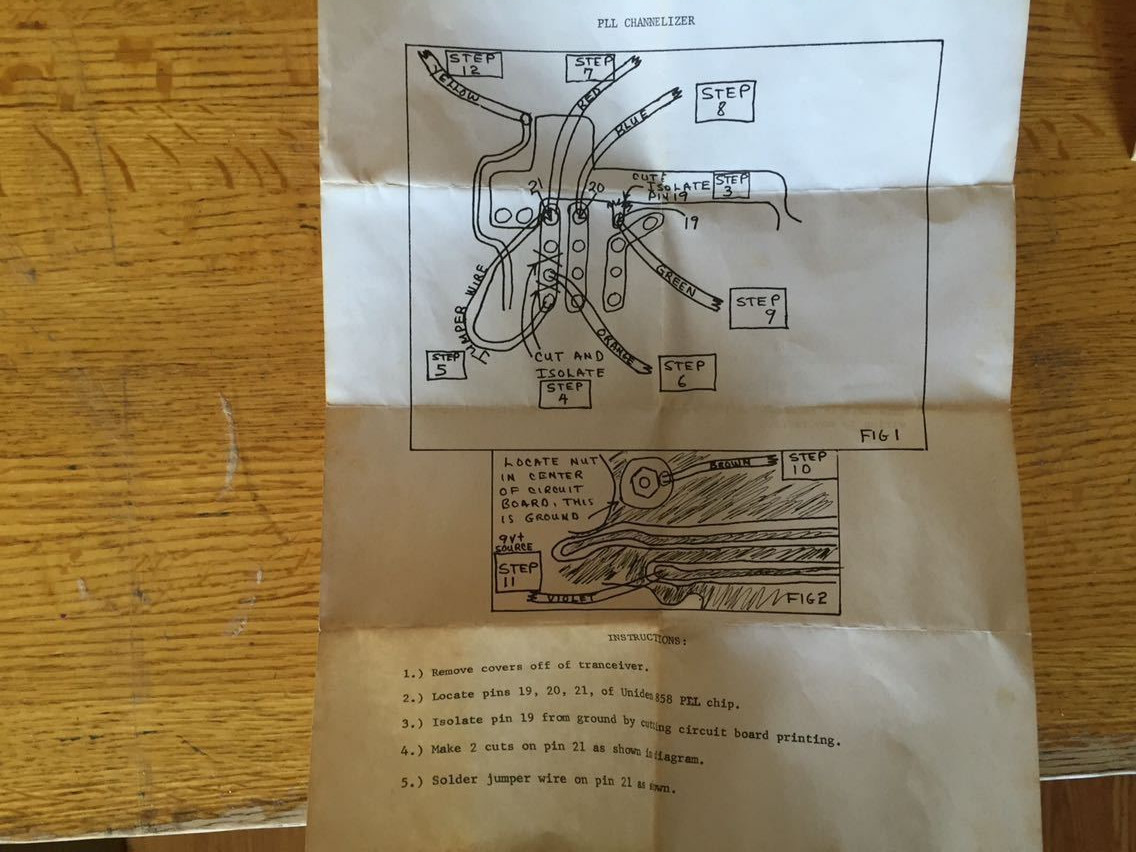 PLL CHANNELIZER
STEP
12
YELLOW
STEP
7
RED
STEP
8
BLUE
CUT &
ISOLATE
PIN 19
STEP
3
21
20
19
JUMPER WIRE
GREEN
STEP
9
ORANGE
STEP
5
CUT AND
ISOLATE
STEP
4
STEP
6
FIG 1
LOCATE NUT
IN CENTER
OF CIRCUIT
BOARD, THIS
IS GROUND
BROWN
STEP
10
9V+
SOURCE
STEP
11
VIOLET
FIG 2
INSTRUCTIONS:
1.) Remove covers off of tranceiver.
2.) Locate pins 19, 20, 21, of Uniden 858 PLL chip.
3.) Isolate pin 19 from ground by cutting circuit board printing.
4.) Make 2 cuts on pin 21 as shown in diagram.
5.) Solder jumper wire on pin 21 as shown.